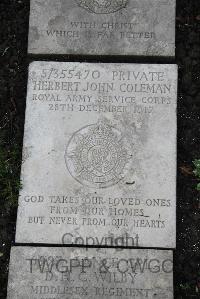 WITH CHRIST
WHICH IS FAR BETTER
S/355470 PRIVATE
HERBERT JOHN COLEMAN
ROYAL ARMY SERVICE CORPS
28TH DECEMBER 1917
GOD TAKES OUR LOVED ONES
FROM OUR HOMES
BUT NEVER FROM OUR HEARTS
Copyright
TWGPP & CWGC
MIDDLESEX REGIMENT